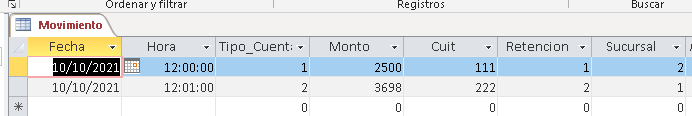 Ordenar y filtrar Registros Buscar
Movimiento
Fecha Hora Tipo_Cuenta Monto Cuit Retencion Sucursal
10/10/2021 12:00:00 1 2500 111 1 2
10/10/2021 12:01:00 2 3698 222 2 1
* 0 0 0 0 0